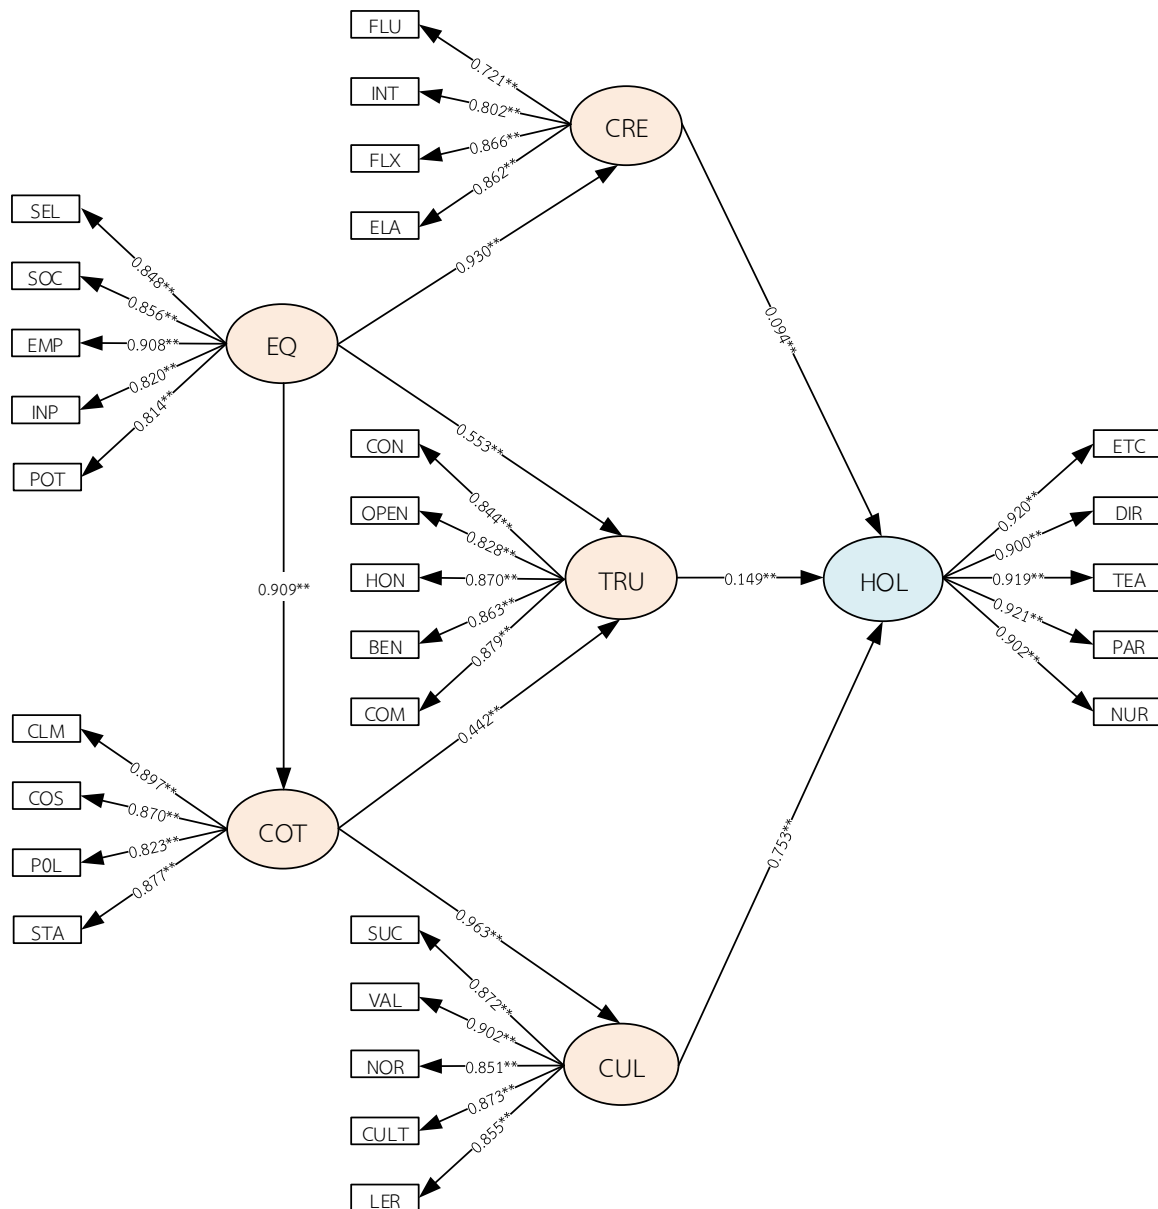 FLU
0.721**
INT
0.802**
CRE
FLX
0.866**
0.862**
ELA
SEL
0.930**
0.848**
SOC
0.856**
EMP
0.908**
EQ
0.094**
INP
0.820**
0.814**
POT
CON
0.553**
ETC
0.844**
0.920**
OPEN
DIR
0.828**
0.900**
HON
0.870**
TRU
0.149**
HOL
0.919**
TEA
0.909**
0.863**
0.921**
BEN
PAR
0.879**
0.902**
COM
NUR
CLM
0.442**
0.897**
COS
0.870**
COT
P0L
0.823**
0.753**
0.877**
STA
SUC
0.963**
0.872**
VAL
0.902**
NOR
0.851**
CUL
0.873**
CULT
0.855**
LER